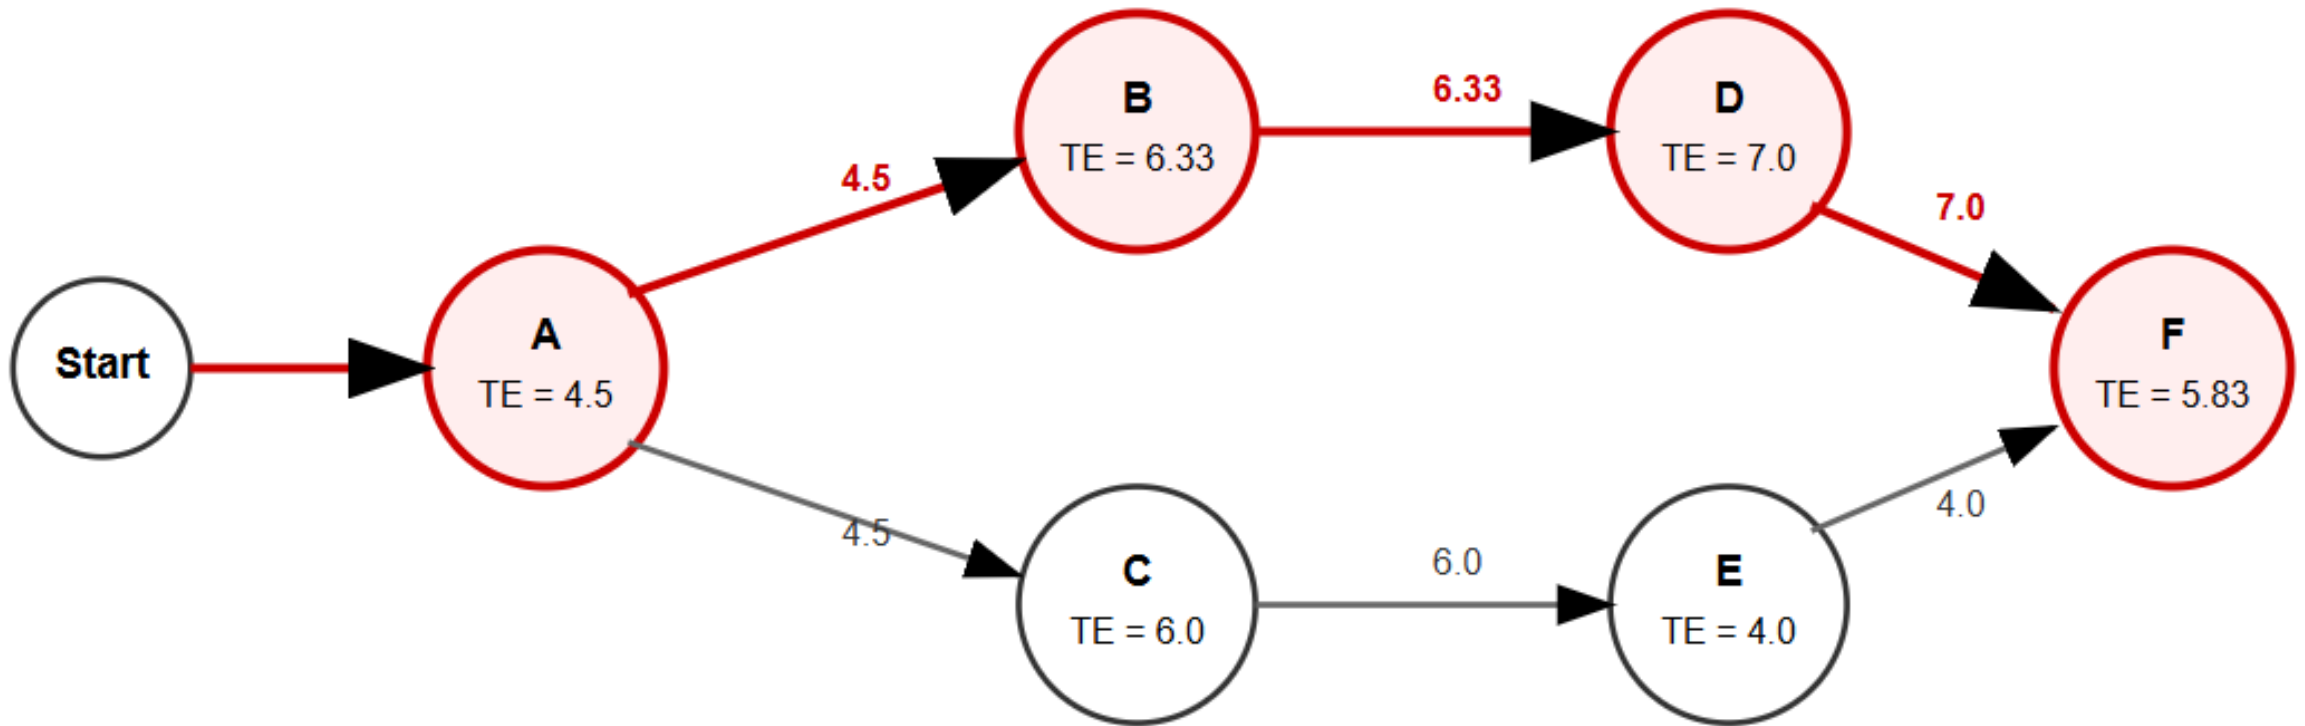 B
TE = 6.33
6.33
D
TE = 7.0
4.5
7.0
Start
A
TE = 4.5
F
TE = 5.83
4.5
C
TE = 6.0
6.0
E
TE = 4.0
4.0